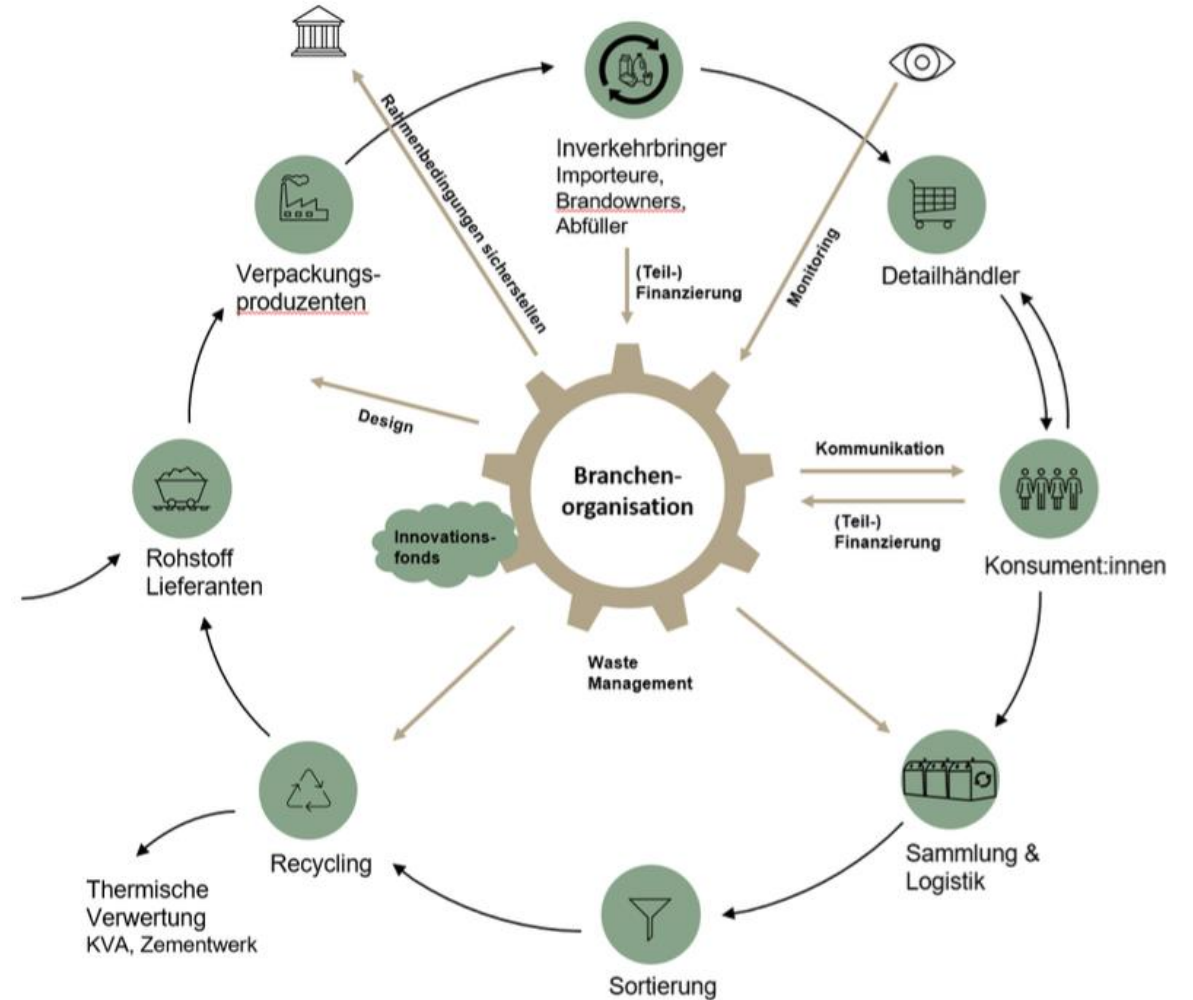 Inverkehrbringer
Importeure,
Brandowners,
Abfüller
Rahmenbedingungen sicherstellen
(Teil-)
Finanzierung
Monitoring
Verpackungs-
produzenten
Detailhändler
Design
Branchen-
organisation
Kommunikation
(Teil-)
Finanzierung
Innovations-
fonds
Rohstoff
Lieferanten
Konsument:innen
Waste
Management
Recycling
Sammlung &
Logistik
Thermische
Verwertung
KVA, Zementwerk
Sortierung